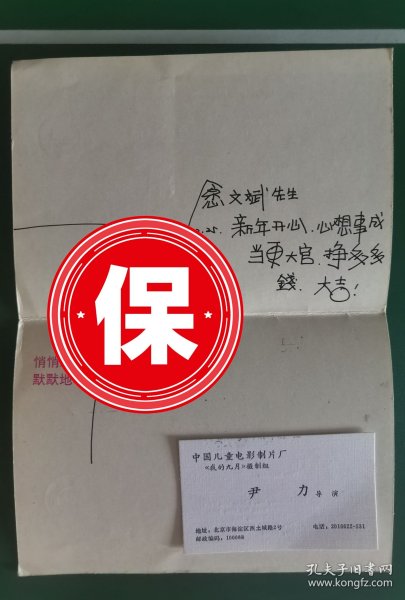 文斌先生
新年开心、心想事成
当更大官、挣多多
錢、大吉!
保
悄悄
默默地
中国儿童电影制片厂
《我的九月》摄制组
尹 力 导演
地址:北京市海淀区西土城路2号
电话:2016622-231
邮政编码:100088
孔夫子旧书网
www.kongfz.com